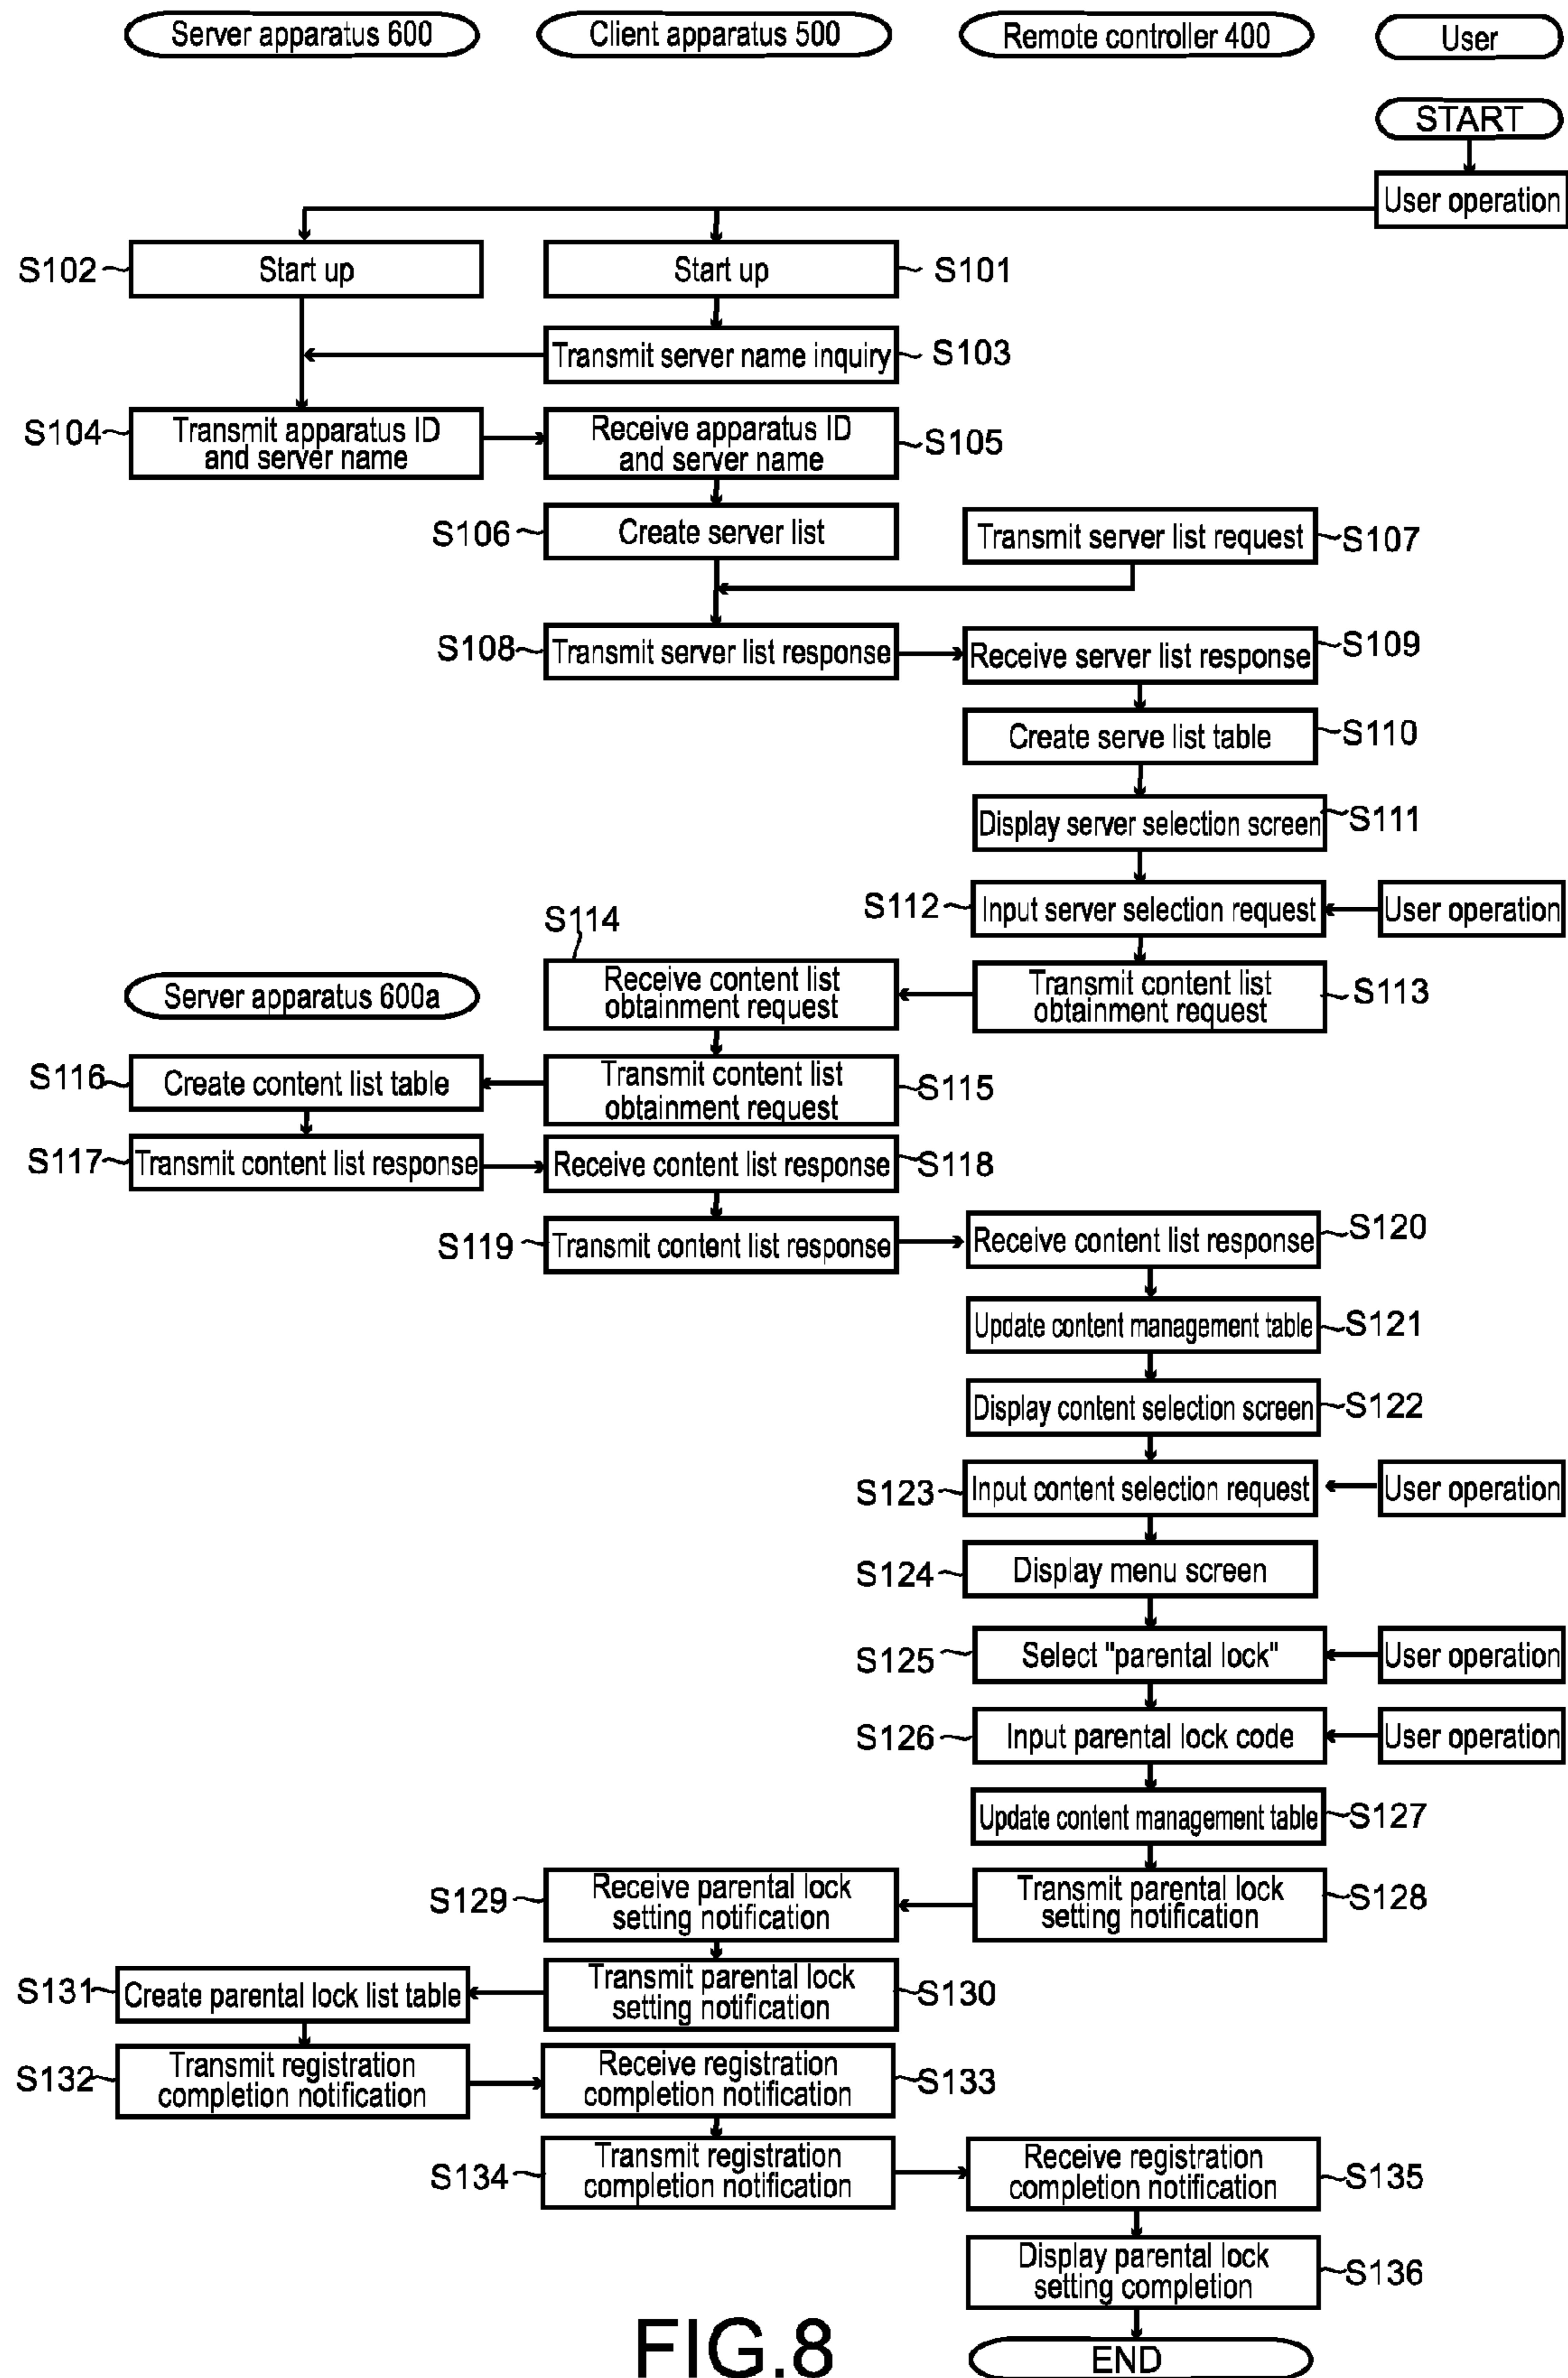 Server apparatus 600
Client apparatus 500
Remote controller 400
User
START
User operation
S102
Start up
Start up
S101
Transmit server name inquiry
S103
S104
Transmit apparatus ID
and server name
Receive apparatus ID
and server name
S105
S106
Create server list
Transmit server list request
S107
S108
Transmit server list response
Receive server list response
S109
Create serve list table
S110
Display server selection screen
S111
S112
Input server selection request
User operation
S114
Server apparatus 600a
Receive content list
obtainment request
Transmit content list
obtainment request
S113
S116
Create content list table
Transmit content list
obtainment request
S115
S117
Transmit content list response
Receive content list response
S118
S119
Transmit content list response
Receive content list response
S120
Update content management table
S121
Display content selection screen
S122
S123
Input content selection request
User operation
S124
Display menu screen
S125
Select "parental lock"
User operation
S126
Input parental lock code
User operation
Update content management table
S127
S129
Receive parental lock
setting notification
Transmit parental lock
setting notification
S128
S131
Create parental lock list table
Transmit parental lock
setting notification
S130
S132
Transmit registration
completion notification
Receive registration
completion notification
S133
S134
Transmit registration
completion notification
Receive registration
completion notification
S135
Display parental lock
setting completion
S136
FIG.8
END